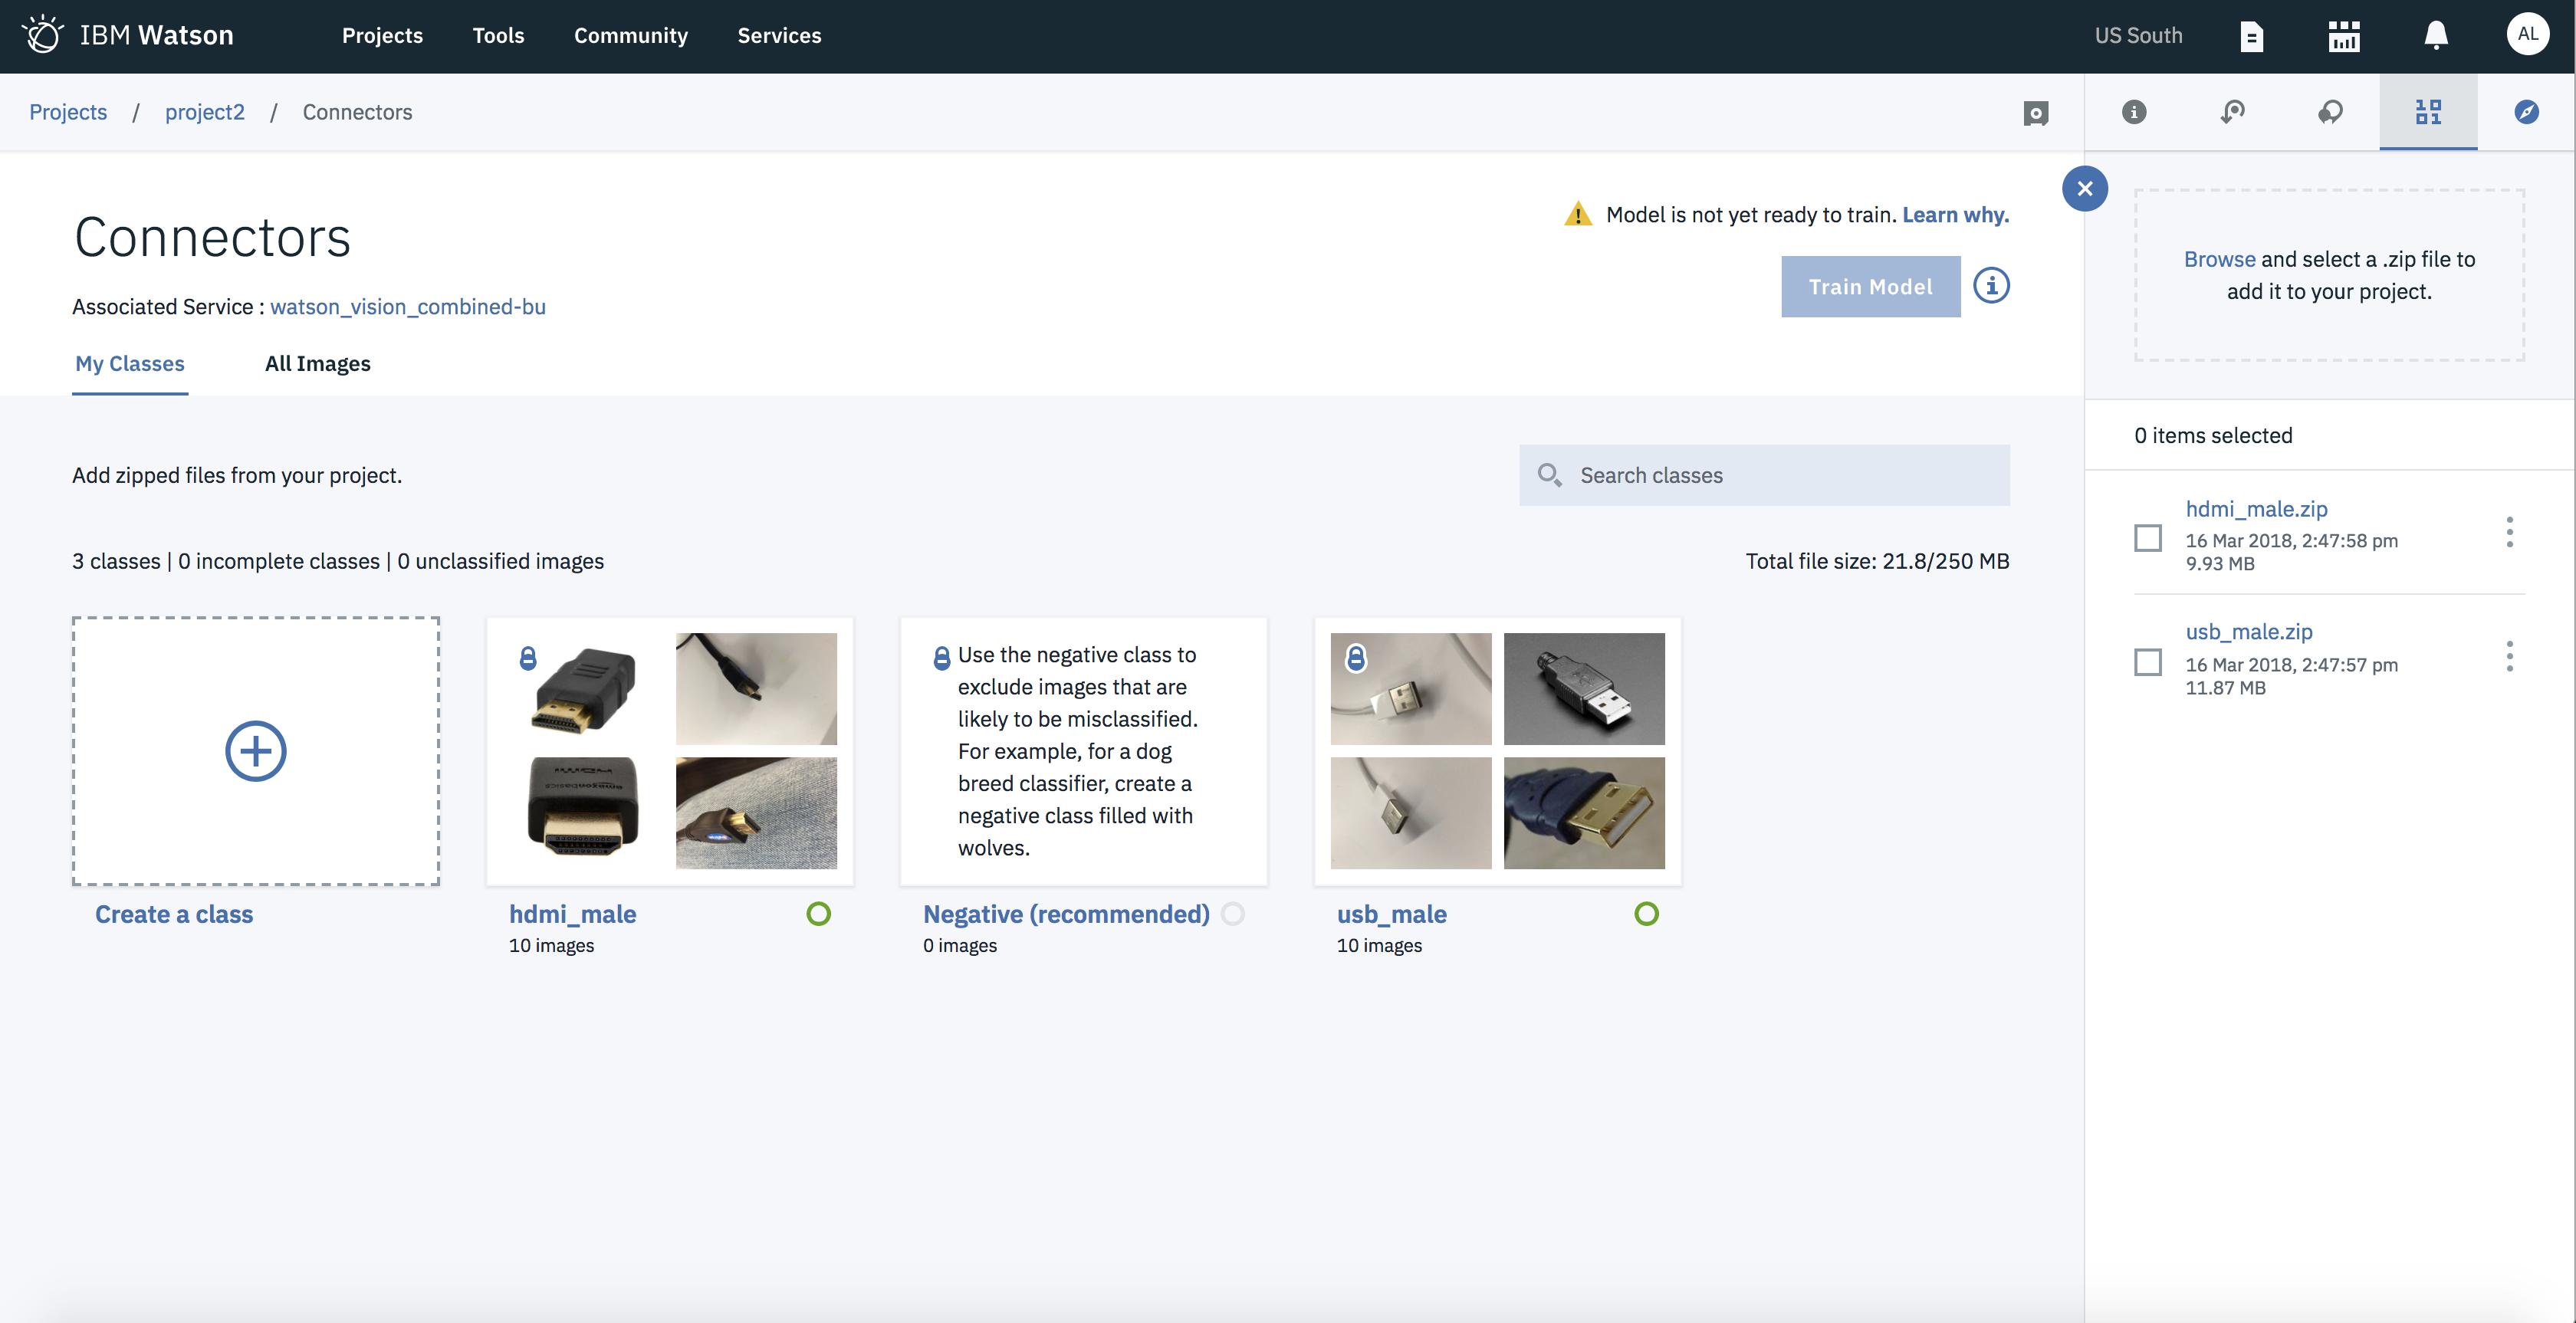 IBM Watson
Projects
Tools
Community
Services
US South
AL
Projects / project2 / Connectors
Connectors
Model is not yet ready to train. Learn why.
Train Model
Associated Service : watson_vision_combined-bu
My Classes
All Images
Browse and select a .zip file to
add it to your project.
0 items selected
Add zipped files from your project.
Search classes
3 classes | 0 incomplete classes | 0 unclassified images
Total file size: 21.8/250 MB
hdmi_male.zip
16 Mar 2018, 2:47:58 pm
9.93 MB
usb_male.zip
16 Mar 2018, 2:47:57 pm
11.87 MB
Use the negative class to
exclude images that are
likely to be misclassified.
For example, for a dog
breed classifier, create a
negative class filled with
wolves.
Create a class
hdmi_male
10 images
Negative (recommended)
0 images
usb_male
10 images